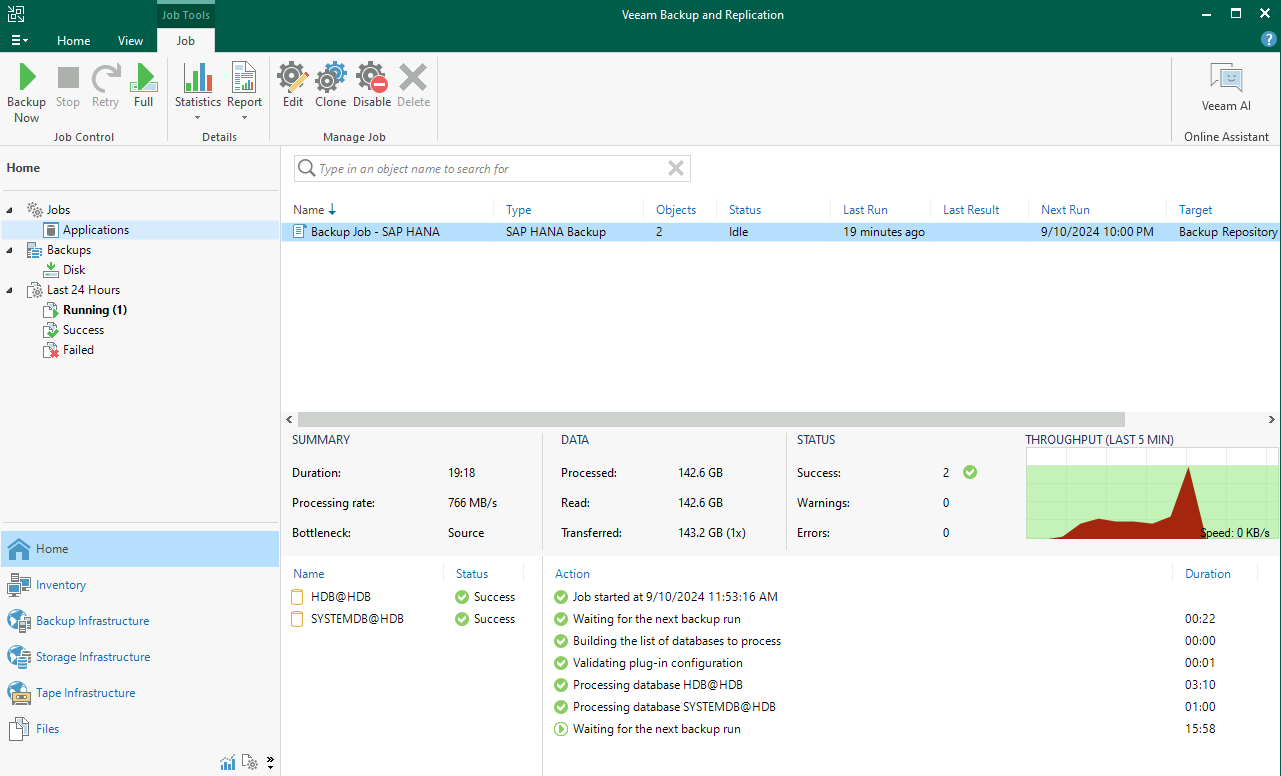 Job Tools
Veeam Backup and Replication
Home View Job
Backup Now Stop Retry Full Statistics Report Edit Clone Disable Delete Veeam AI
Job Control Details Manage Job Online Assistant
Home
Type in an object name to search for
Jobs
Applications
Backups
Disk
Last 24 Hours
Running (1)
Success
Failed
Name Type Objects Status Last Run Last Result Next Run Target
Backup Job - SAP HANA SAP HANA Backup 2 Idle 19 minutes ago 9/10/2024 10:00 PM Backup Repository
SUMMARY DATA STATUS THROUGHPUT (LAST 5 MIN)
Duration: 19:18 Processed: 142.6 GB Success: 2
Processing rate: 766 MB/s Read: 142.6 GB Warnings: 0
Bottleneck: Source Transferred: 143.2 GB (1x) Errors: 0 Speed: 0 KB/s
Home
Inventory
Backup Infrastructure
Storage Infrastructure
Tape Infrastructure
Files
Name Status
HDB@HDB Success
SYSTEMDB@HDB Success
Action Duration
Job started at 9/10/2024 11:53:16 AM
Waiting for the next backup run 00:22
Building the list of databases to process 00:00
Validating plug-in configuration 00:01
Processing database HDB@HDB 03:10
Processing database SYSTEMDB@HDB 01:00
Waiting for the next backup run 15:58